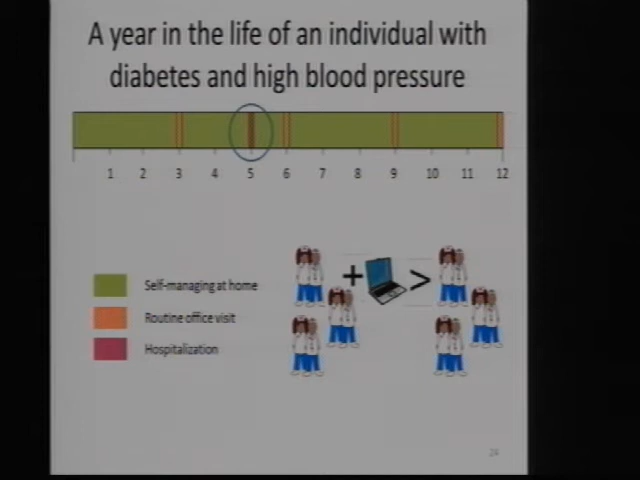 A year in the life of an individual with
diabetes and high blood pressure
1 2 3 4 5 6 7 8 9 10 11 12
+ >
Self-managing at home
Routine office visit
Hospitalization
24